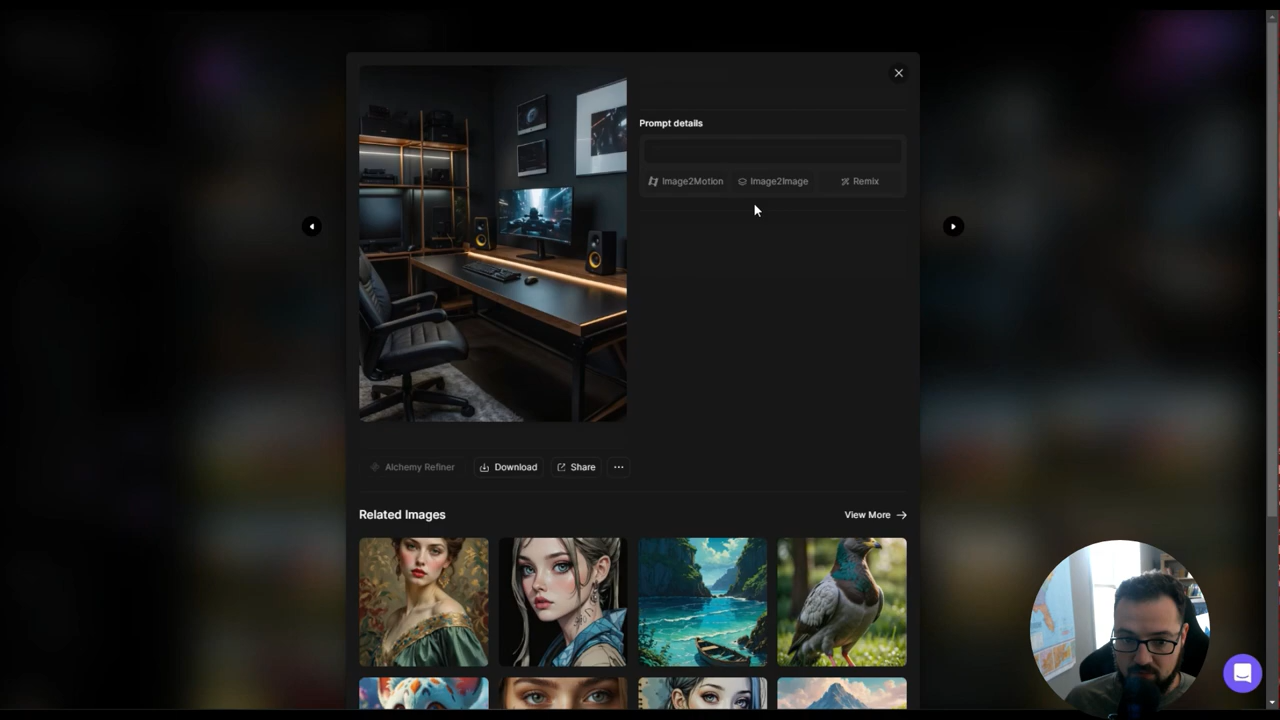 Prompt details
Image2Motion
Image2Image
Remix
Alchemy Refiner
Download
Share
Related Images
View More